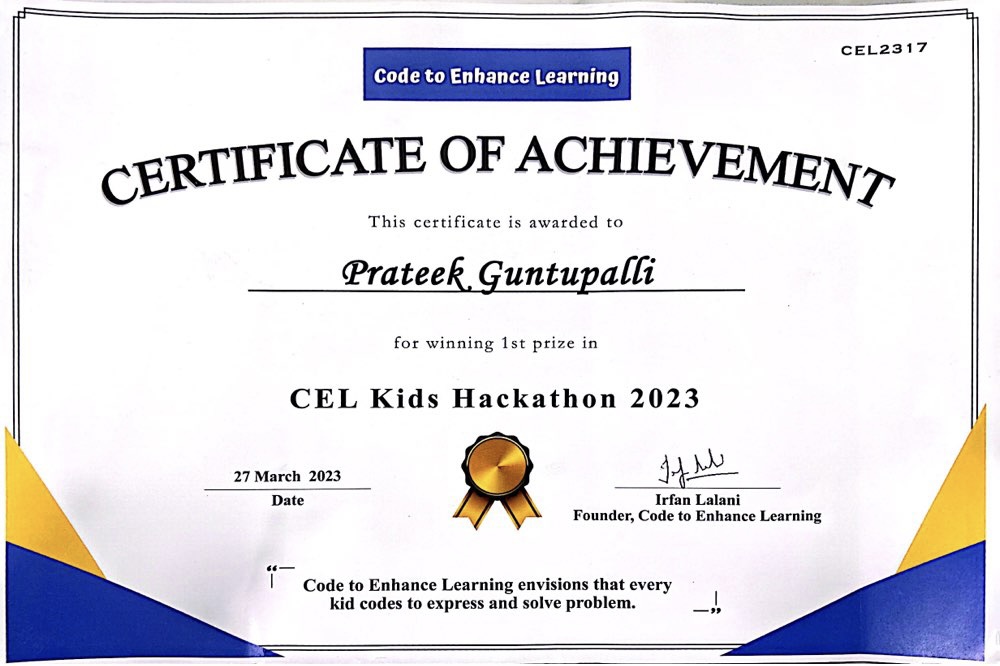 CEL2317
Code to Enhance Learning
CERTIFICATE OF ACHIEVEMENT
This certificate is awarded to
Prateek Guntupalli
for winning 1st prize in
CEL Kids Hackathon 2023
27 March 2023
Date
Irfan Lalani
Founder, Code to Enhance Learning
“
Code to Enhance Learning envisions that every
kid codes to express and solve problem.
”